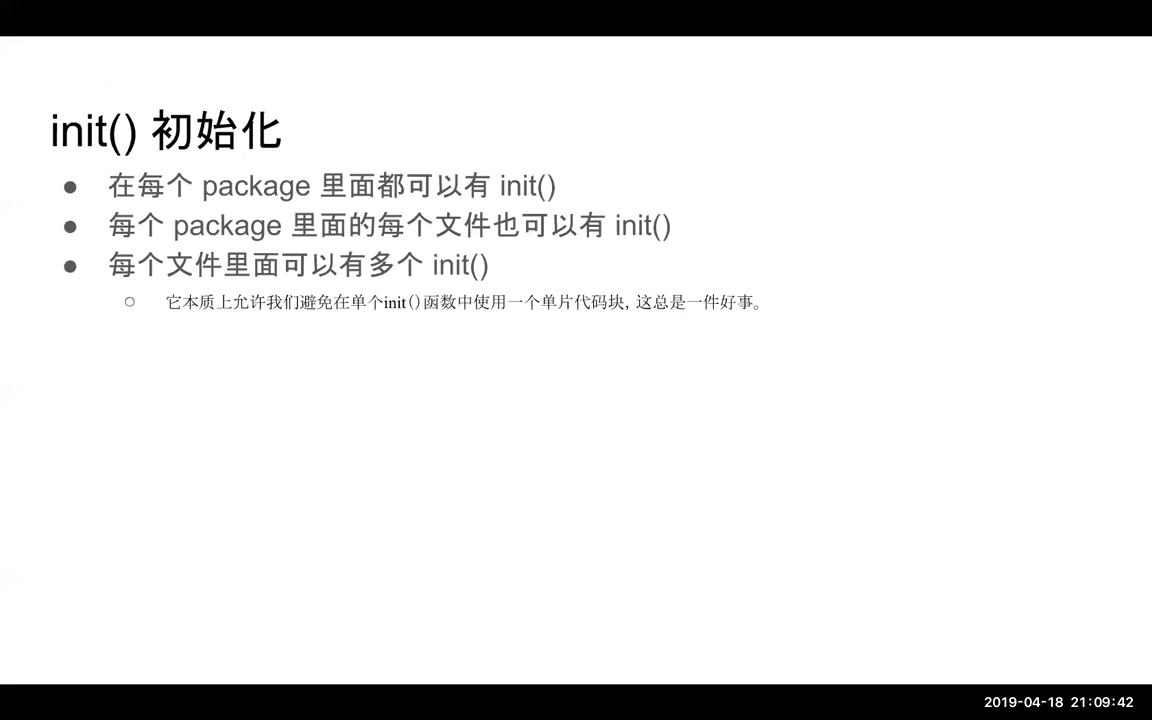 init() 初始化
● 在每个 package 里面都可以有 init()
● 每个 package 里面的每个文件也可以有 init()
● 每个文件里面可以有多个 init()
○ 它本质上允许我们避免在单个init()函数中使用一个单片代码块, 这总是一件好事。
2019-04-18 21:09:42